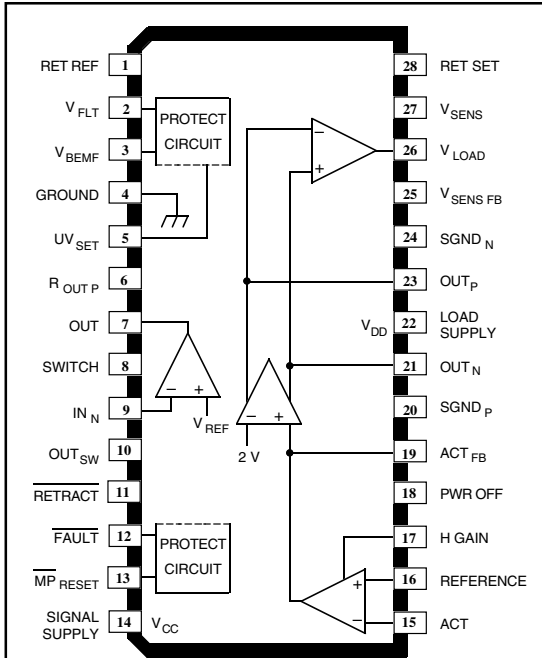 1 RET REF
2 V FLT
3 V BEMF
4 GROUND
5 UV SET
6 R OUT P
7 OUT
8 SWITCH
9 IN N
10 OUT SW
11 RETRACT
12 FAULT
13 MP RESET
14 SIGNAL SUPPLY
V CC
PROTECT CIRCUIT
− +
V REF
PROTECT CIRCUIT
−
+
− +
2 V
+
−
28 RET SET
27 V SENS
26 V LOAD
25 V SENS FB
24 SGND N
23 OUT P
V DD
22 LOAD SUPPLY
21 OUT N
20 SGND P
19 ACT FB
18 PWR OFF
17 H GAIN
16 REFERENCE
15 ACT